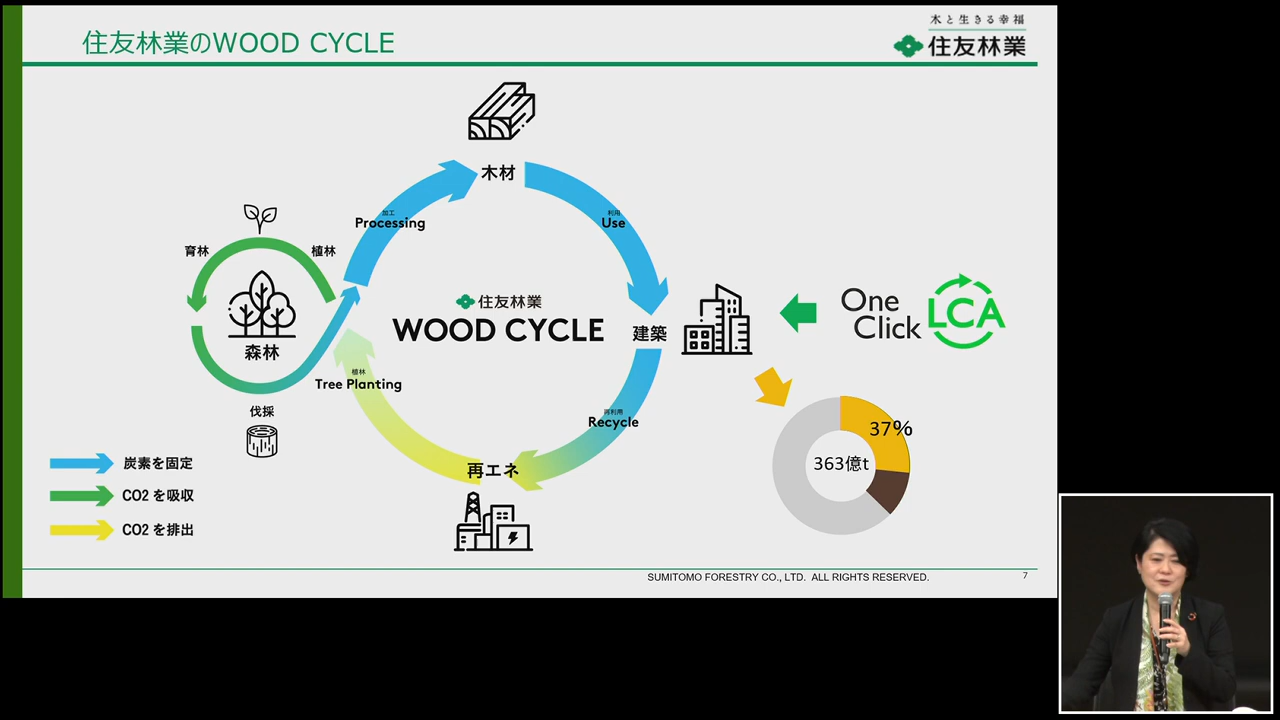 住友林業のWOOD CYCLE
木と生きる幸福
住友林業
木材
加工
Processing
利用
Use
育林
植林
森林
伐採
住友林業
WOOD CYCLE
建築
One
Click
LCA
植林
Tree Planting
再利用
Recycle
再エネ
37%
363億t
炭素を固定
CO2 を吸収
CO2 を排出
SUMITOMO FORESTRY CO., LTD. ALL RIGHTS RESERVED.
7